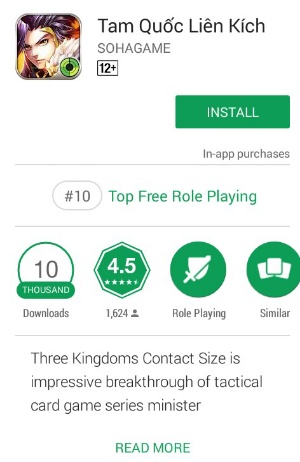 Tam Quốc Liên Kích
SOHAGAME
12+
INSTALL
In-app purchases
#10 Top Free Role Playing
10
THOUSAND
Downloads
4.5
1,624
Role Playing
Similar
Three Kingdoms Contact Size is
impressive breakthrough of tactical
card game series minister
READ MORE